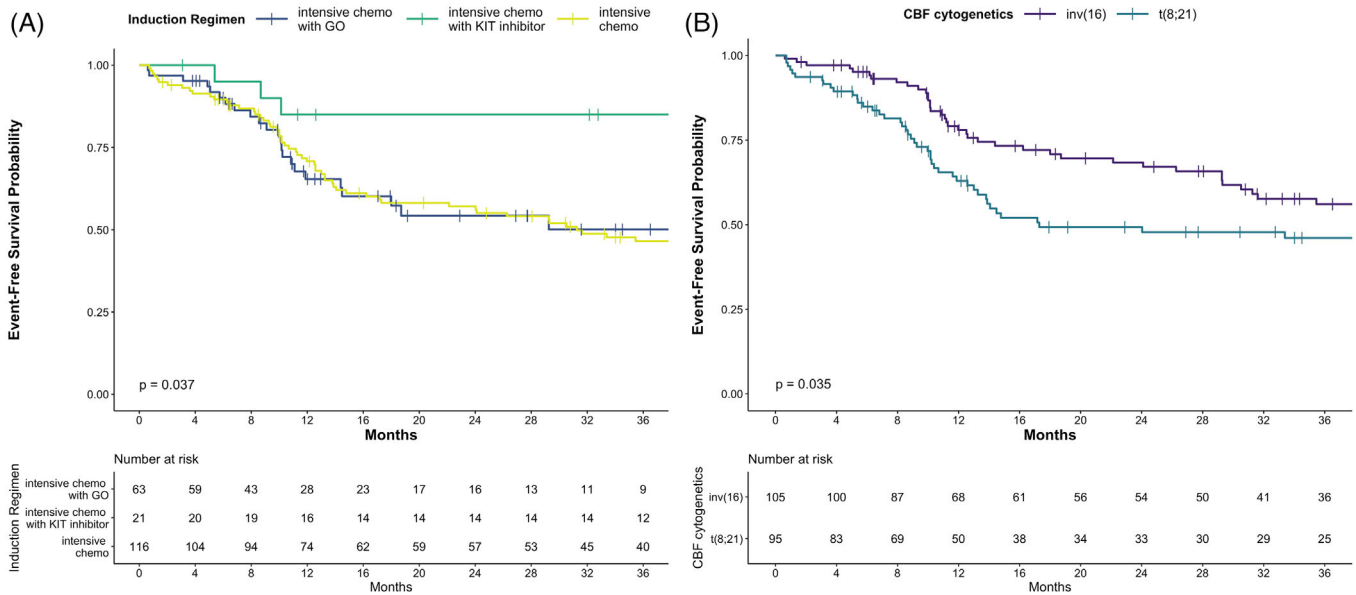 (A)
Induction Regimen
intensive chemo
with GO
intensive chemo
with KIT inhibitor
intensive
chemo
Event-Free Survival Probability
1.00
0.75
0.50
0.25
0.00
p = 0.037
0 4 8 12 16 20 24 28 32 36
Months
Number at risk
Induction Regimen
intensive chemo
with GO
63 59 43 28 23 17 16 13 11 9
intensive chemo
with KIT inhibitor
21 20 19 16 14 14 14 14 14 12
intensive
chemo
116 104 94 74 62 59 57 53 45 40
0 4 8 12 16 20 24 28 32 36
Months
(B)
CBF cytogenetics
inv(16)
t(8;21)
Event-Free Survival Probability
1.00
0.75
0.50
0.25
0.00
p = 0.035
0 4 8 12 16 20 24 28 32 36
Months
Number at risk
CBF cytogenetics
inv(16) 105 100 87 68 61 56 54 50 41 36
t(8;21) 95 83 69 50 38 34 33 30 29 25
0 4 8 12 16 20 24 28 32 36
Months